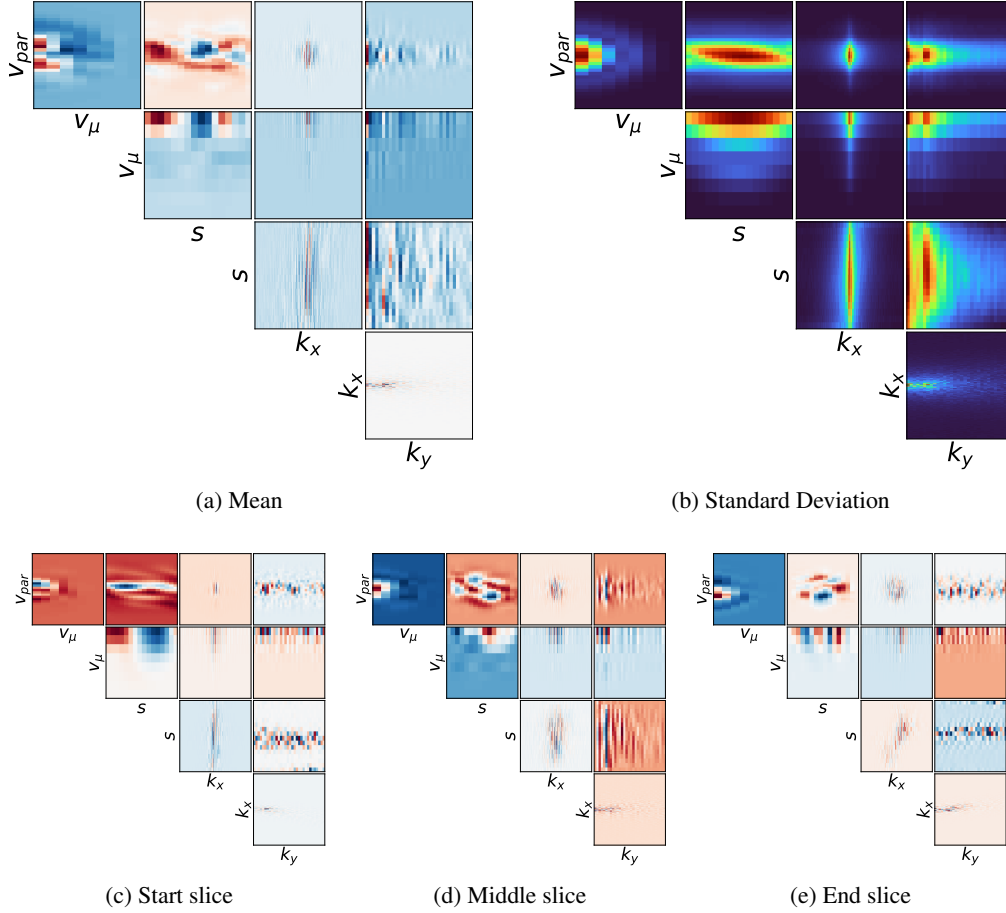 v_par
v_par
v_μ
v_μ
v_μ
v_μ
s
s
s
s
k_x
k_x
k_x
k_x
k_y
k_y
(a) Mean
(b) Standard Deviation
v_par
v_par
v_par
v_μ
v_μ
v_μ
v_μ
v_μ
v_μ
s
s
s
s
s
s
k_x
k_x
k_x
k_x
k_x
k_x
k_y
k_y
k_y
(c) Start slice
(d) Middle slice
(e) End slice